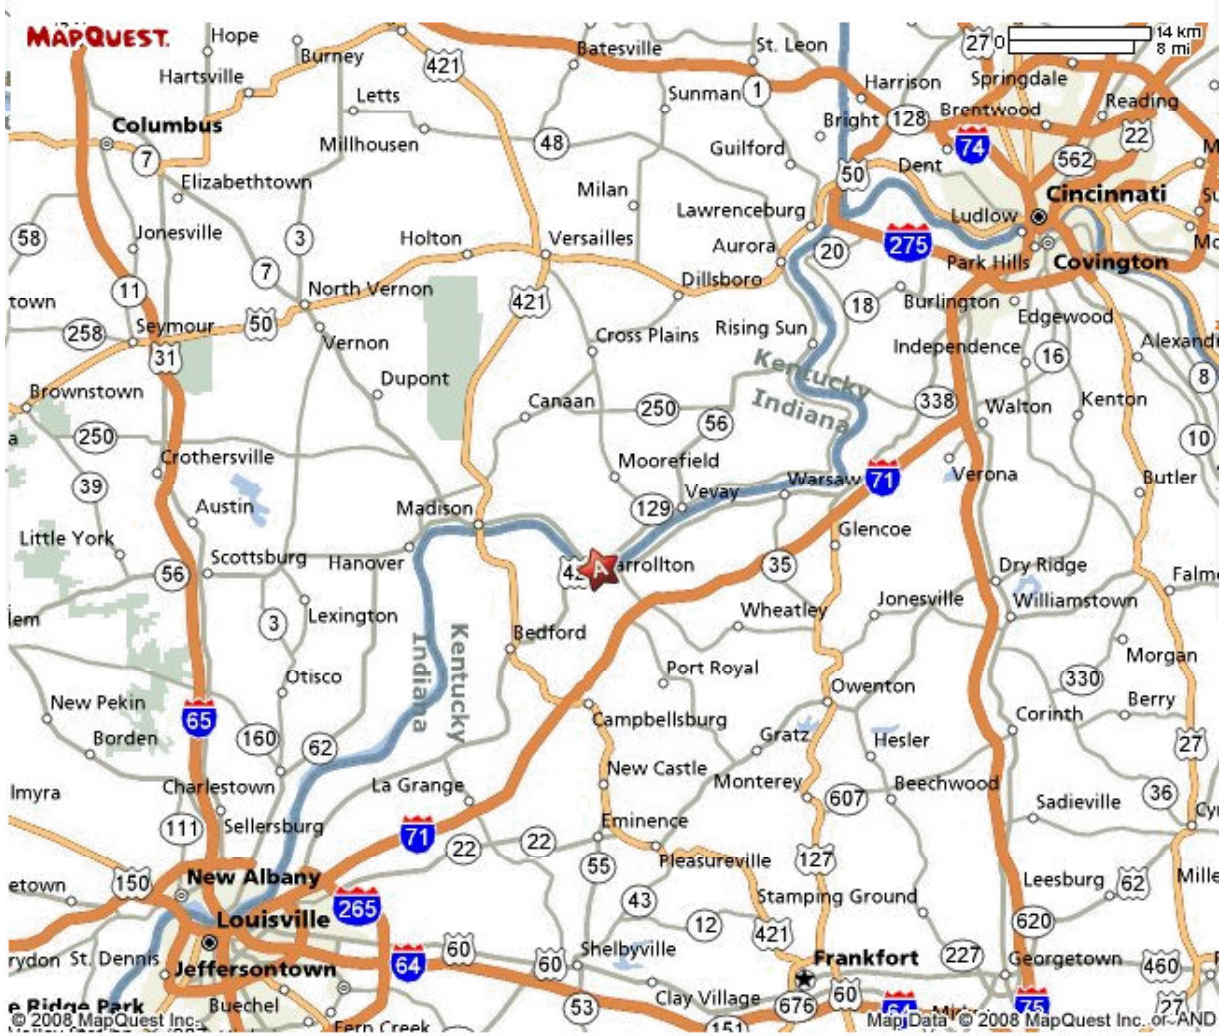 MAPQUEST.
Hope
Burney
421
Batesville
St. Leon
27
0
14 km
8 mi
Hartsville
Letts
Sunman
1
Harrison
Springdale
Columbus
Millhousen
48
Bright
128
Brentwood
Reading
7
Guilford
74
22
Elizabethtown
Milan
50
Dent
562
Cincinnati
58
Jonesville
3
Holton
Versailles
Lawrenceburg
Ludlow
Aurora
20
275
Park Hills
Covington
7
North Vernon
421
Dillsboro
18
Burlington
Edgewood
11
258
Seymour
50
Vernon
Cross Plains
Rising Sun
Independence
16
31
Kentucky
Indiana
8
Brownstown
Dupont
Canaan
250
56
338
Walton
Kenton
250
Crothersville
Moorefield
Verona
10
39
Austin
Madison
129
Vevay
Warsaw
71
Butler
Little York
Scottsburg
Hanover
Glencoe
56
A
arrollton
35
Dry Ridge
3
Lexington
Wheatley
Jonesville
Williamstown
Indiana
Kentucky
Bedford
Morgan
Otisco
Port Royal
330
New Pekin
65
Owenton
Berry
Borden
160
62
Campbellsburg
Gratz
Hesler
Corinth
27
Charlestown
La Grange
New Castle
Monterey
607
Beechwood
36
111
Sellersburg
71
22
22
Eminence
Sadieville
Pleasureville
127
150
New Albany
265
55
43
Stamping Ground
Leesburg
62
Louisville
12
421
620
St. Dennis
60
64
60
Shelbyville
Frankfort
227
Georgetown
460
Jeffersontown
Buechel
53
Clay Village
676
60
64
75
27
Ridge Park
Fern Creek
151
© 2008 MapQuest Inc.
Map Data © 2008 MapQuest Inc. or AND